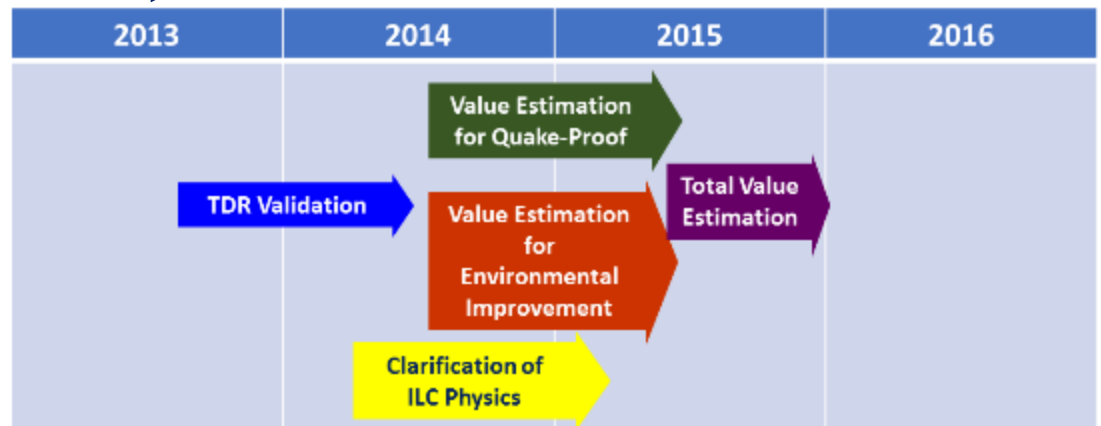 2013 2014 2015 2016
Value Estimation
for Quake-Proof
TDR Validation
Value Estimation
for
Environmental
Improvement
Total Value
Estimation
Clarification of
ILC Physics